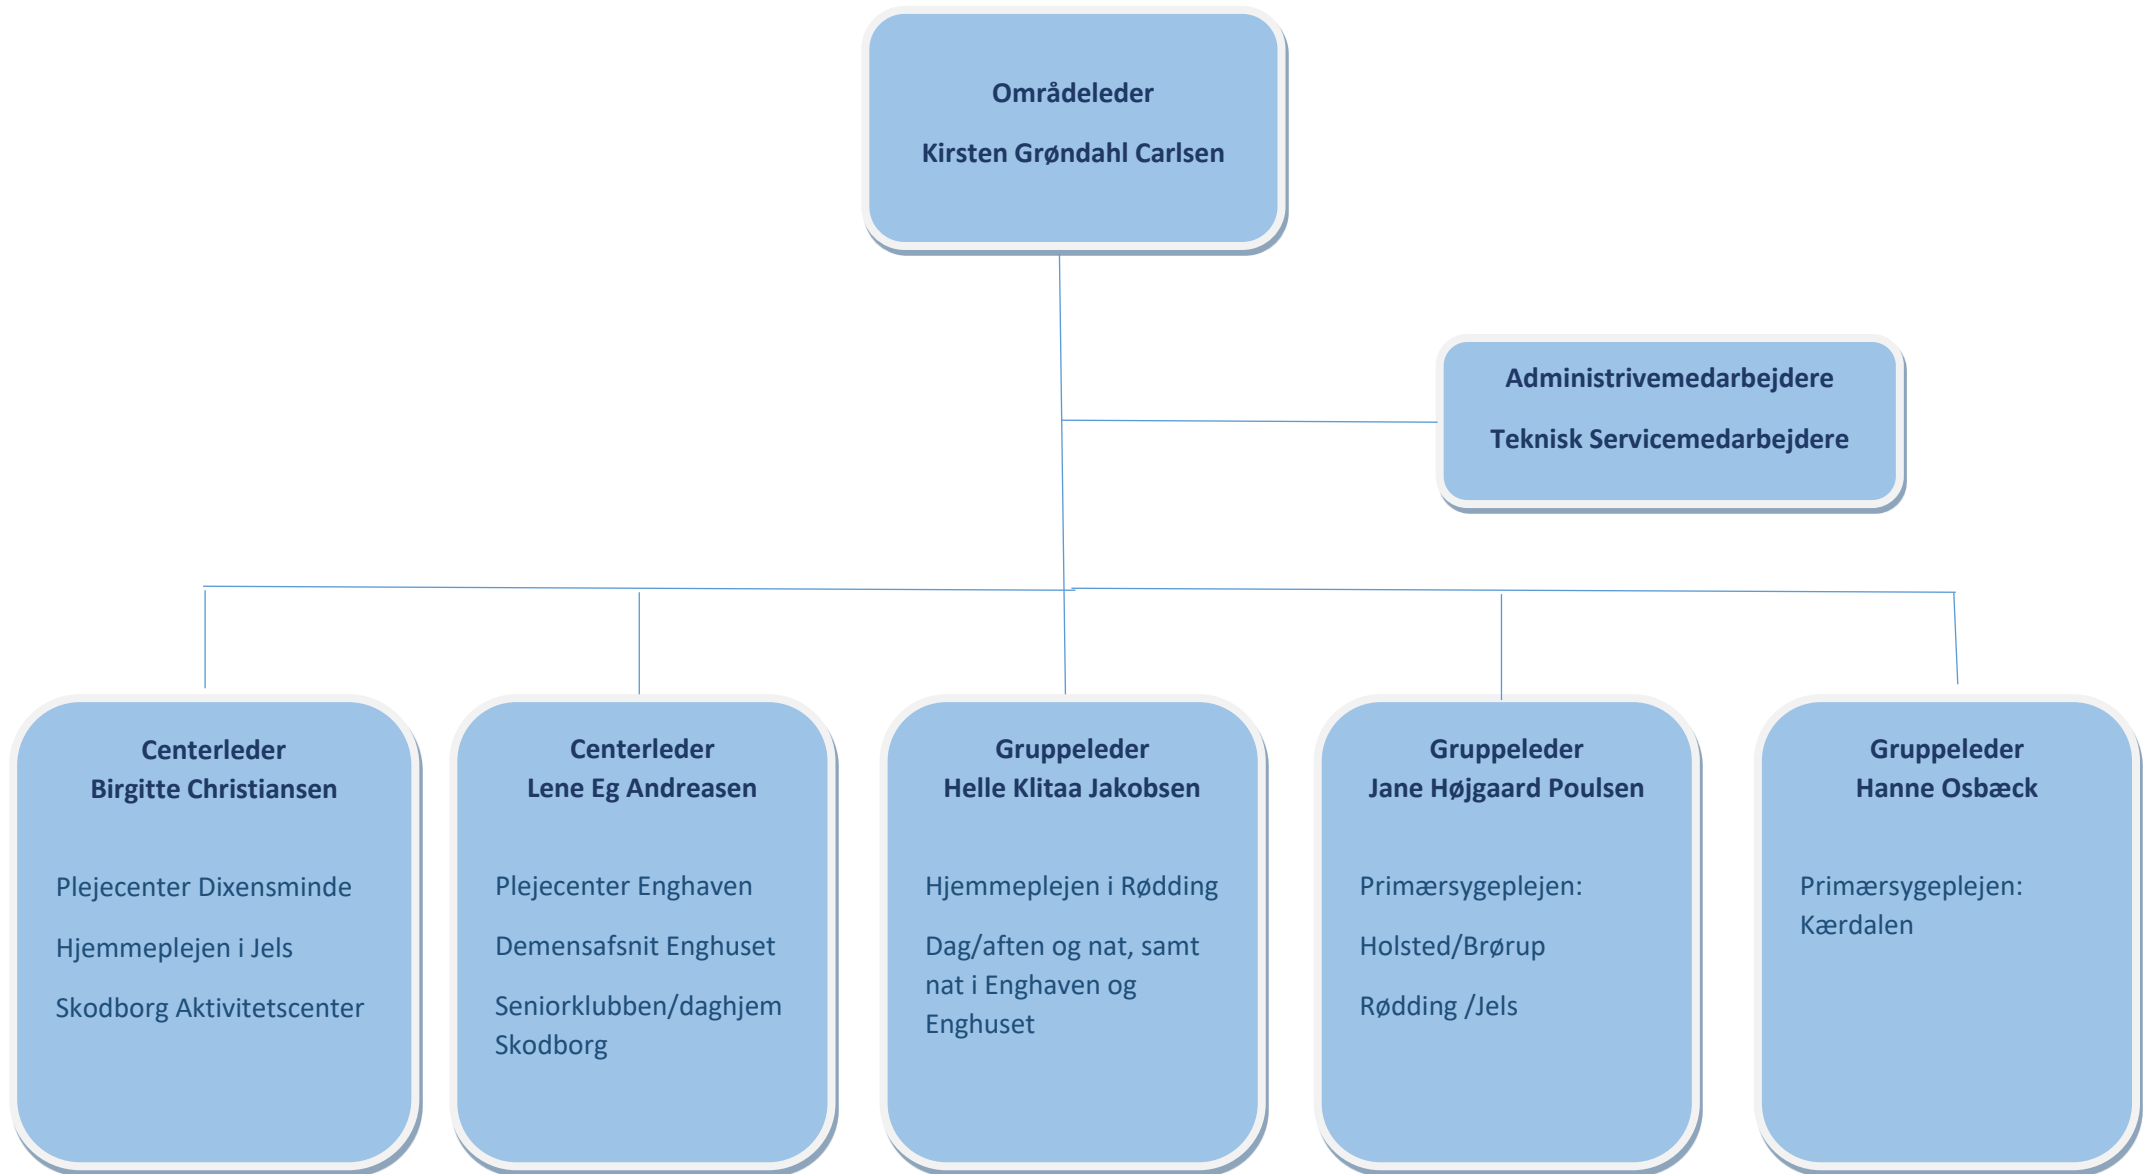 Områdeleder
Kirsten Grøndahl Carlsen
Administrivemedarbejdere
Teknisk Servicemedarbejdere
Centerleder
Birgitte Christiansen
Plejecenter Dixensminde
Hjemmeplejen i Jels
Skodborg Aktivitetscenter
Centerleder
Lene Eg Andreasen
Plejecenter Enghaven
Demensafsnit Enghuset
Seniorklubben/daghjem
Skodborg
Gruppeleder
Helle Klitaa Jakobsen
Hjemmeplejen i Rødding
Dag/aften og nat, samt
nat i Enghaven og
Enghuset
Gruppeleder
Jane Højgaard Poulsen
Primærsygeplejen:
Holsted/Brørup
Rødding /Jels
Gruppeleder
Hanne Osbæck
Primærsygeplejen:
Kærdalen